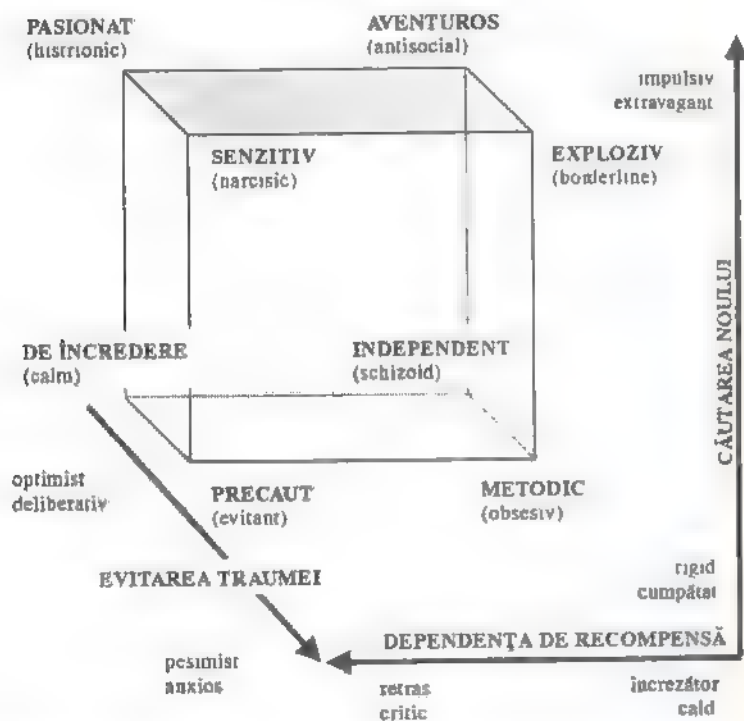 PASIONAT
(histrionic)
AVENTUROS
(antisocial)
impulsiv
extravagant
SENZITIV
(narcisic)
EXPLOZIV
(borderline)
CĂUTAREA NOULUI
DE ÎNCREDERE
(calm)
INDEPENDENT
(schizoid)
optimist
deliberativ
PRECAUT
(evitant)
METODIC
(obsesiv)
EVITAREA TRAUMEI
rigid
cumpătat
DEPENDENȚA DE RECOMPENSĂ
pesimist
anxios
retras
critic
încrezător
cald